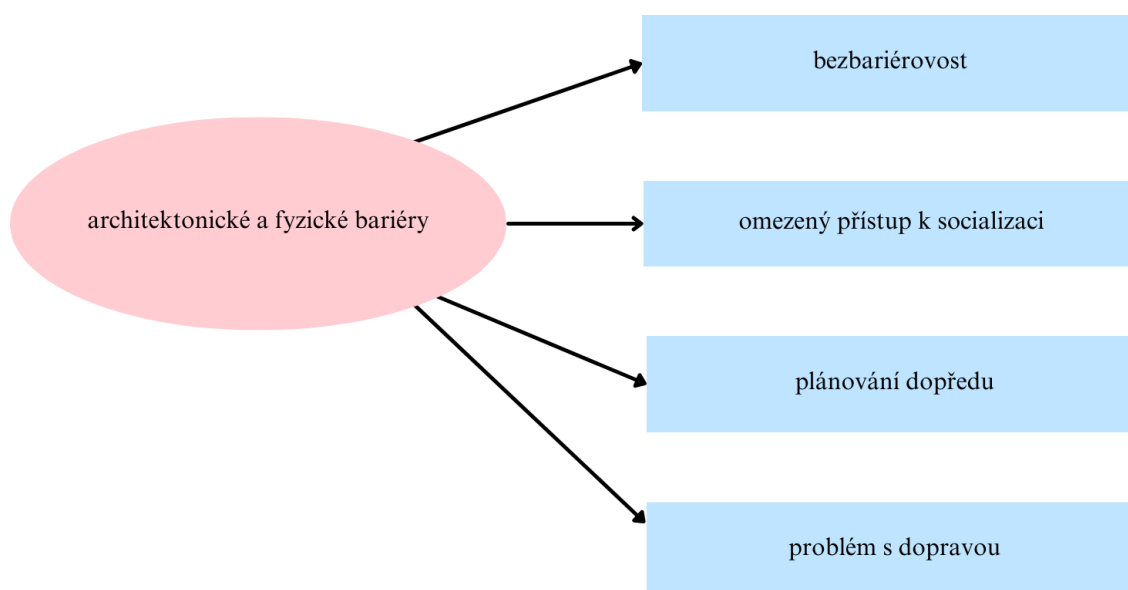 architektonické a fyzické bariéry
bezbariérovost
omezený přístup k socializaci
plánování dopředu
problém s dopravou